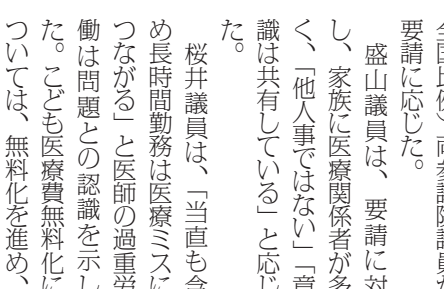 全国比例）両参議院議員が
要請に応じた。
　盛山議員は、要請に対
し、家族に医療関係者が多
く、「他人事ではない」「意
識は共有している」と応じ
た。
　桜井議員は、「当直も含
め長時間勤務は医療ミスに
つながる」と医師の過重労
働は問題との認識を示し
た。こども医療費無料化に
ついては、無料化を進め、